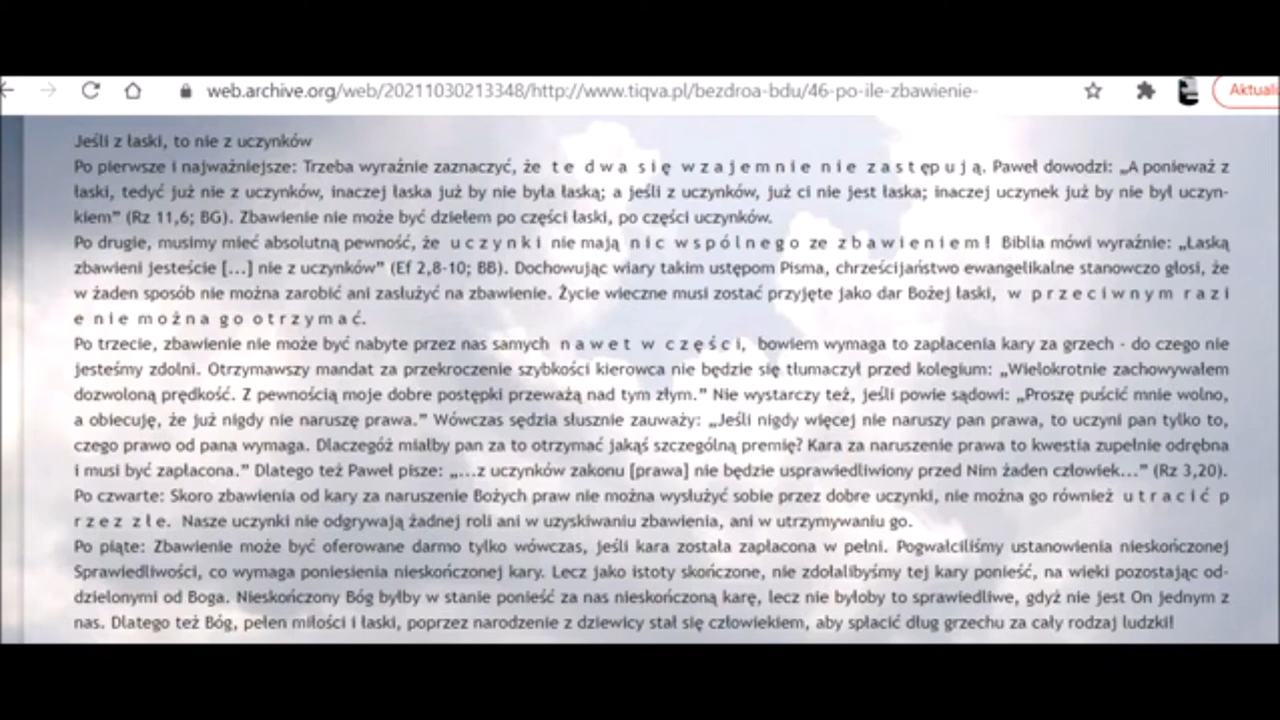 web.archive.org/web/20211030213348/http://www.tiqva.pl/bezdroa-bdu/46-po-ile-zbawienie-
Jeśli z łaski, to nie z uczynków
Po pierwsze i najważniejsze: Trzeba wyraźnie zaznaczyć, że t e d w a s i ę w z a j e m n i e n i e z a s t ę p u j ą. Paweł dowodzi: „A ponieważ z
łaski, tedyć już nie z uczynków, inaczej łaska już by nie była łaską; a jeśli z uczynków, już ci nie jest łaska; inaczej uczynek już by nie był uczyn-
kiem” (Rz 11,6; BG). Zbawienie nie może być dziełem po części łaski, po części uczynków.
Po drugie, musimy mieć absolutną pewność, że u c z y n k i nie mają n i c w s p ó l n e g o ze z b a w i e n i e m ! Biblia mówi wyraźnie: „Łaską
zbawieni jesteście [...] nie z uczynków” (Ef 2,8-10; BB). Dochowując wiary takim ustępom Pisma, chrześcijaństwo ewangelikalne stanowczo głosi, że
w żaden sposób nie można zarobić ani zasłużyć na zbawienie. Życie wieczne musi zostać przyjęte jako dar Bożej łaski, w p r z e c i w n y m r a z i
e n i e m o ż n a g o o t r z y m a ć.
Po trzecie, zbawienie nie może być nabyte przez nas samych n a w e t w c z ę ś c i, bowiem wymaga to zapłacenia kary za grzech - do czego nie
jesteśmy zdolni. Otrzymawszy mandat za przekroczenie szybkości kierowca nie będzie się tłumaczył przed kolegium: „Wielokrotnie zachowywałem
dozwoloną prędkość. Z pewnością moje dobre postępki przeważą nad tym złym.” Nie wystarczy też, jeśli powie sądowi: „Proszę puścić mnie wolno,
a obiecuję, że już nigdy nie naruszę prawa.” Wówczas sędzia słusznie zauważy: „Jeśli nigdy więcej nie naruszy pan prawa, to uczyni pan tylko to,
czego prawo od pana wymaga. Dlaczegóż miałby pan za to otrzymać jakąś szczególną premię? Kara za naruszenie prawa to kwestia zupełnie odrębna
i musi być zapłacona.” Dlatego też Paweł pisze: „...z uczynków zakonu [prawa] nie będzie usprawiedliwiony przed Nim żaden człowiek...” (Rz 3,20).
Po czwarte: Skoro zbawienia od kary za naruszenie Bożych praw nie można wysłużyć sobie przez dobre uczynki, nie można go również u t r a c i ć p
r z e z z ł e. Nasze uczynki nie odgrywają żadnej roli ani w uzyskiwaniu zbawienia, ani w utrzymywaniu go.
Po piąte: Zbawienie może być oferowane darmo tylko wówczas, jeśli kara została zapłacona w pełni. Pogwałciliśmy ustanowienia nieskończonej
Sprawiedliwości, co wymaga poniesienia nieskończonej kary. Lecz jako istoty skończone, nie zdołalibyśmy tej kary ponieść, na wieki pozostając od-
dzielonymi od Boga. Nieskończony Bóg byłby w stanie ponieść za nas nieskończoną karę, lecz nie byłoby to sprawiedliwe, gdyż nie jest On jednym z
nas. Dlatego też Bóg, pełen miłości i łaski, poprzez narodzenie z dziewicy stał się człowiekiem, aby spłacić dług grzechu za cały rodzaj ludzki!